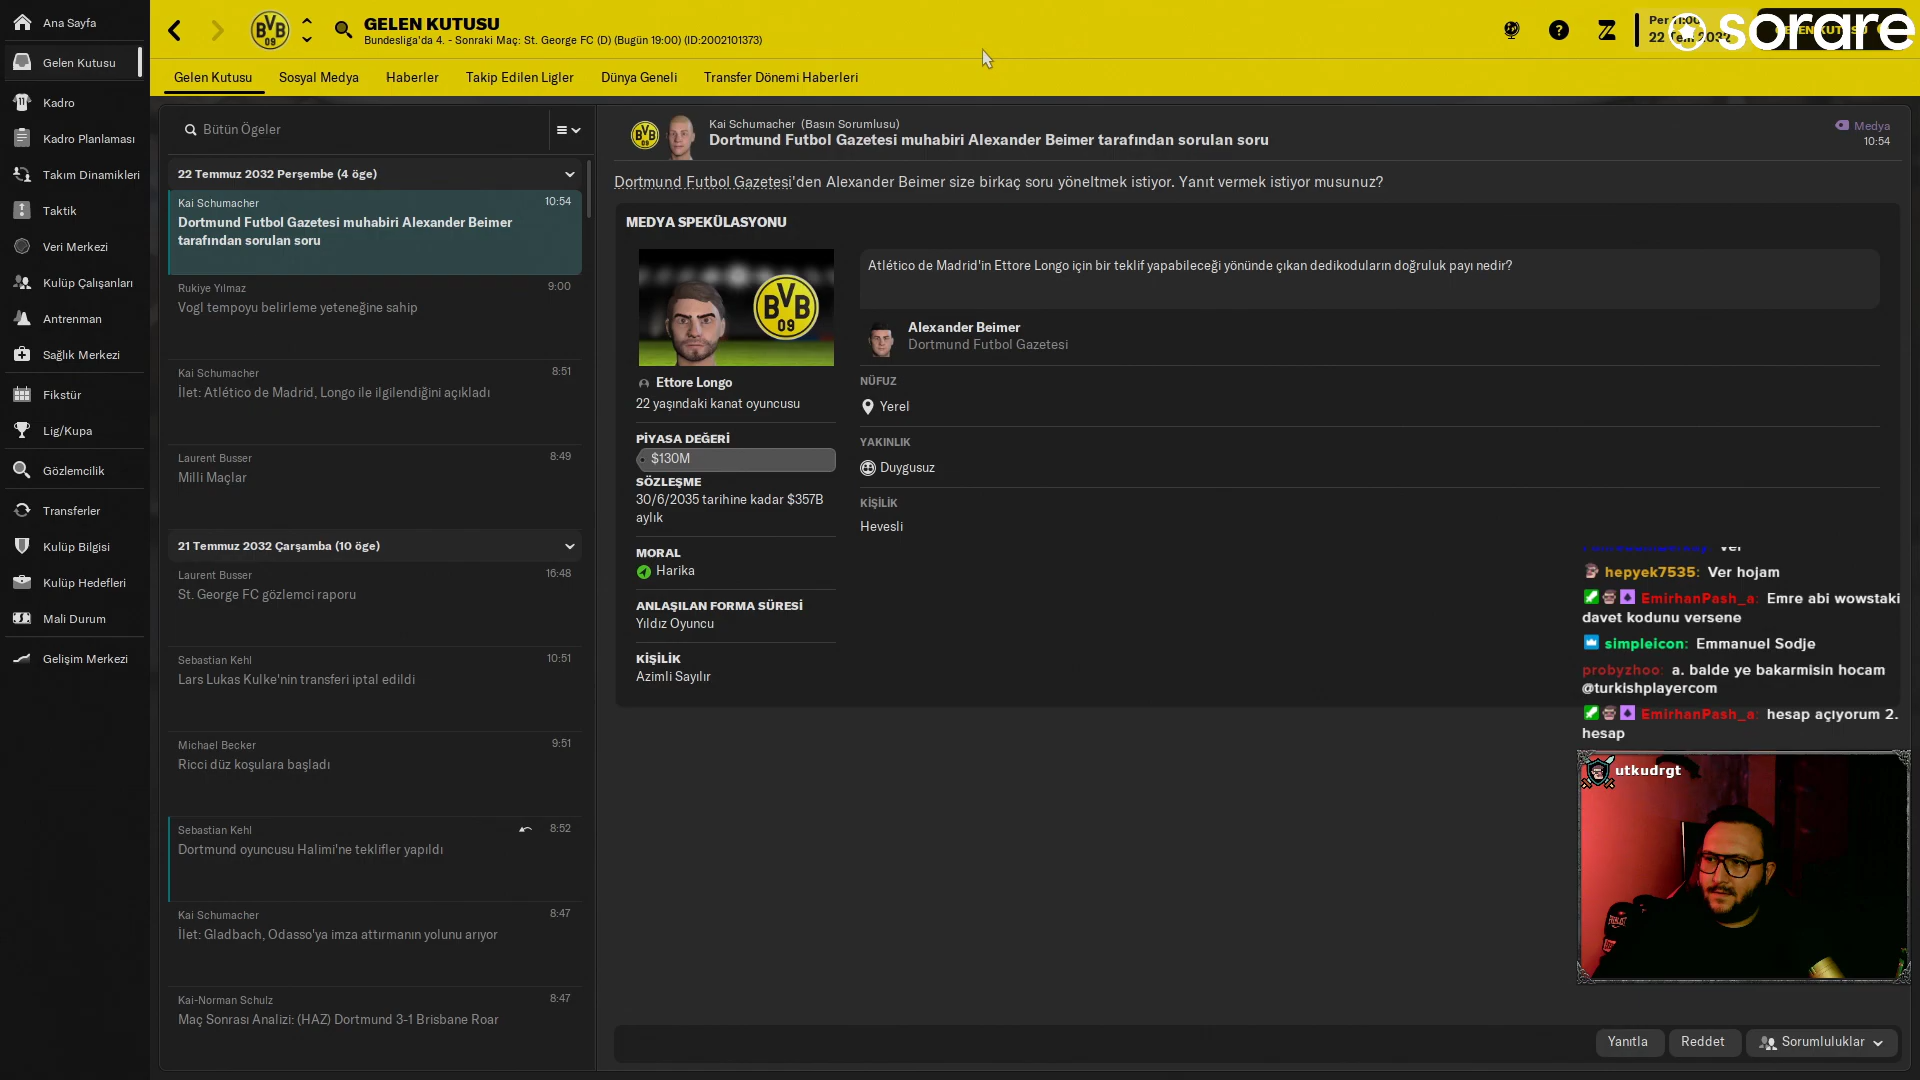 Ana Sayfa
Gelen Kutusu
Kadro
Kadro Planlaması
Takım Dinamikleri
Taktik
Veri Merkezi
Kulüp Çalışanları
Antrenman
Sağlık Merkezi
Fikstür
Lig/Kupa
Gözlemcilik
Transferler
Kulüp Bilgisi
Kulüp Hedefleri
Mali Durum
Gelişim Merkezi
BVB 09
GELEN KUTUSU
Bundesliga'da 4. - Sonraki Maç: St. George FC (D) (Bugün 19:00) (ID:2002101373)
Per 11:00
22 Tem 2032
sorare
Gelen Kutusu
Sosyal Medya
Haberler
Takip Edilen Ligler
Dünya Geneli
Transfer Dönemi Haberleri
Bütün Ögeler
22 Temmuz 2032 Perşembe (4 öge)
Kai Schumacher 10:54
Dortmund Futbol Gazetesi muhabiri Alexander Beimer
tarafından sorulan soru
Rukiye Yılmaz 9:00
Vogl tempoyu belirleme yeteneğine sahip
Kai Schumacher 8:51
İlet: Atlético de Madrid, Longo ile ilgilendiğini açıkladı
Laurent Busser 8:49
Milli Maçlar
21 Temmuz 2032 Çarşamba (10 öge)
Laurent Busser 16:48
St. George FC gözlemci raporu
Sebastian Kehl 10:51
Lars Lukas Kulke'nin transferi iptal edildi
Michael Becker 9:51
Ricci düz koşulara başladı
Sebastian Kehl 8:52
Dortmund oyuncusu Halimi'ne teklifler yapıldı
Kai Schumacher 8:47
İlet: Gladbach, Odasso'ya imza attırmanın yolunu arıyor
Kai-Norman Schulz 8:47
Maç Sonrası Analizi: (HAZ) Dortmund 3-1 Brisbane Roar
BVB 09
Kai Schumacher (Basın Sorumlusu)
Dortmund Futbol Gazetesi muhabiri Alexander Beimer tarafından sorulan soru
Medya
10:54
Dortmund Futbol Gazetesi'den Alexander Beimer size birkaç soru yöneltmek istiyor. Yanıt vermek istiyor musunuz?
MEDYA SPEKÜLASYONU
BVB 09
Ettore Longo
22 yaşındaki kanat oyuncusu
PİYASA DEĞERİ
$130M
SÖZLEŞME
30/6/2035 tarihine kadar $357B
aylık
MORAL
Harika
ANLAŞILAN FORMA SÜRESİ
Yıldız Oyuncu
KİŞİLİK
Azimli Sayılır
Atlético de Madrid'in Ettore Longo için bir teklif yapabileceği yönünde çıkan dedikoduların doğruluk payı nedir?
Alexander Beimer
Dortmund Futbol Gazetesi
NÜFUZ
Yerel
YAKINLIK
Duygusuz
KİŞİLİK
Hevesli
hepyek7535: Ver hojam
EmirhanPash_a: Emre abi wowstaki
davet kodunu versene
simpleicon: Emmanuel Sodje
probyzhoo: a. balde ye bakarmisin hocam
@turkishplayercom
EmirhanPash_a: hesap açıyorum 2.
hesap
utkudrgt
Yanıtla
Reddet
Sorumluluklar